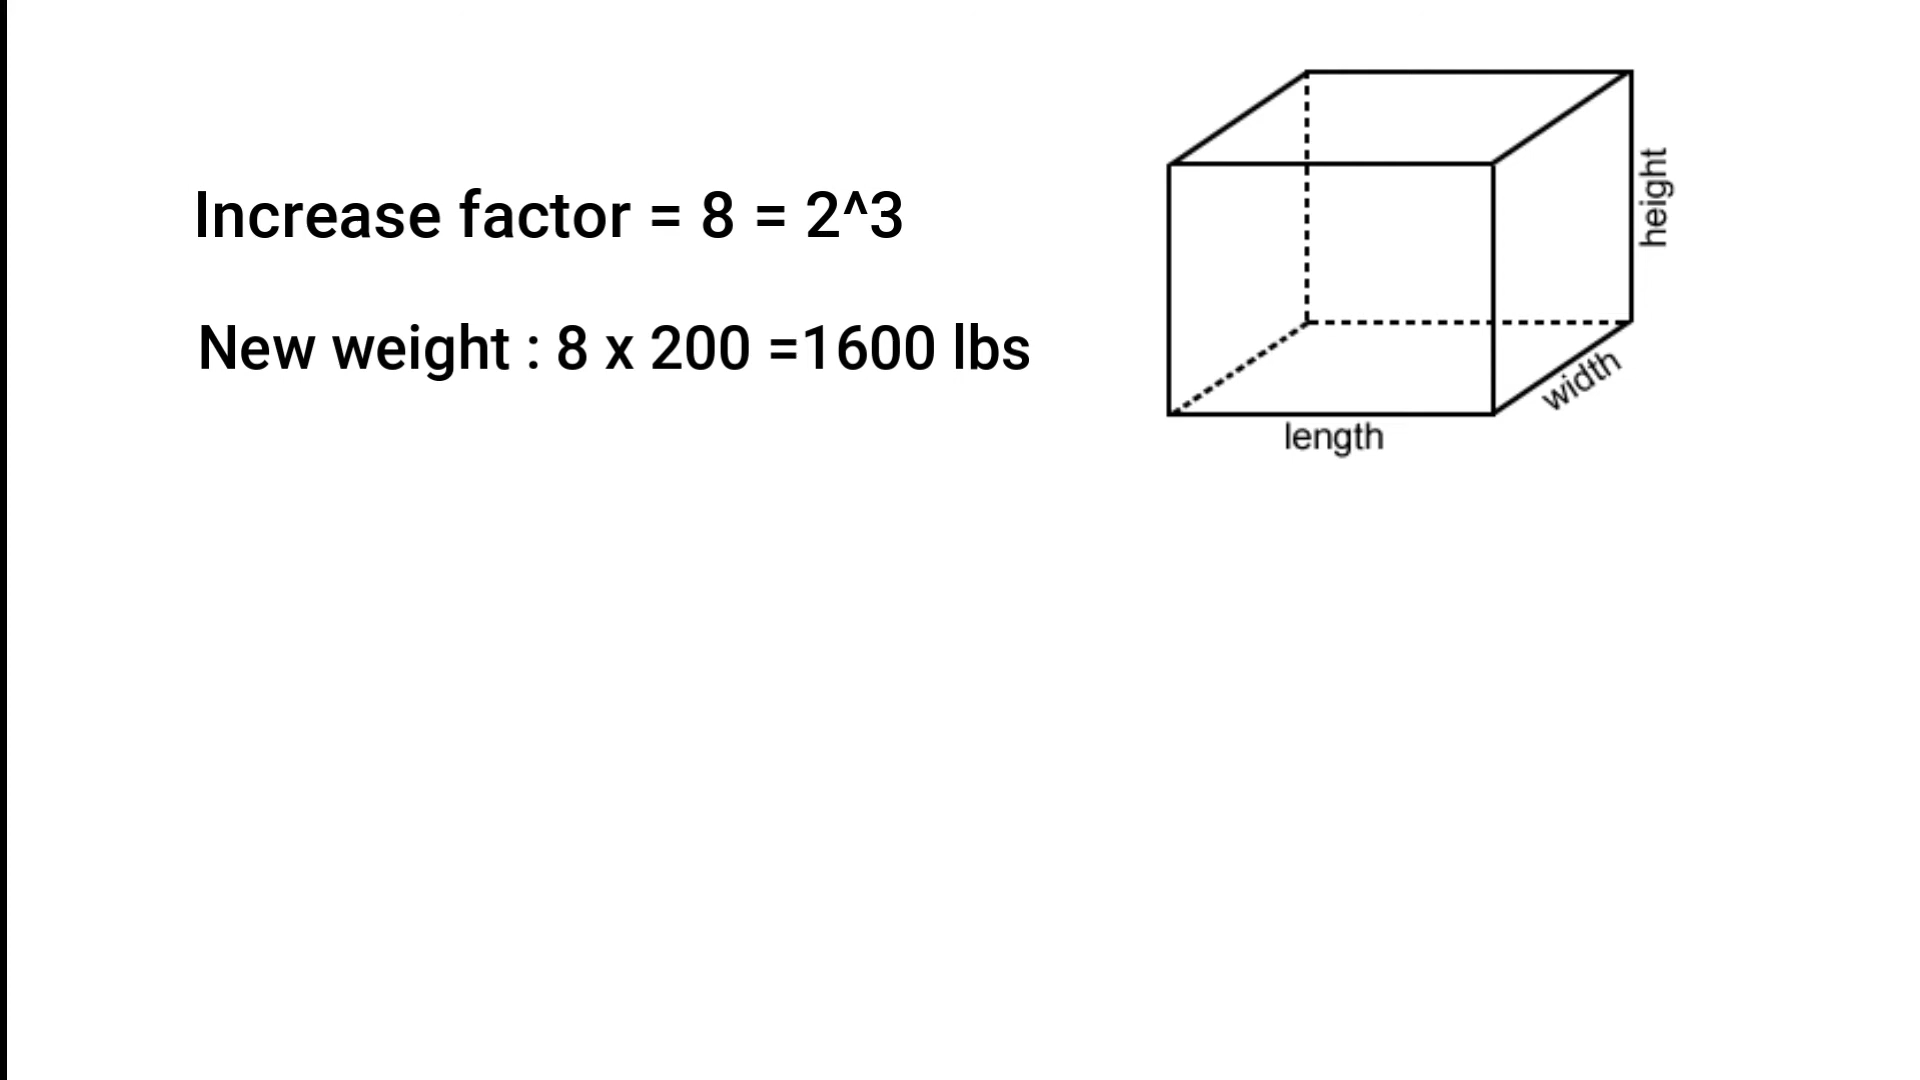 Increase factor = 8 = 2^3
New weight : 8 x 200 =1600 lbs
height
width
length